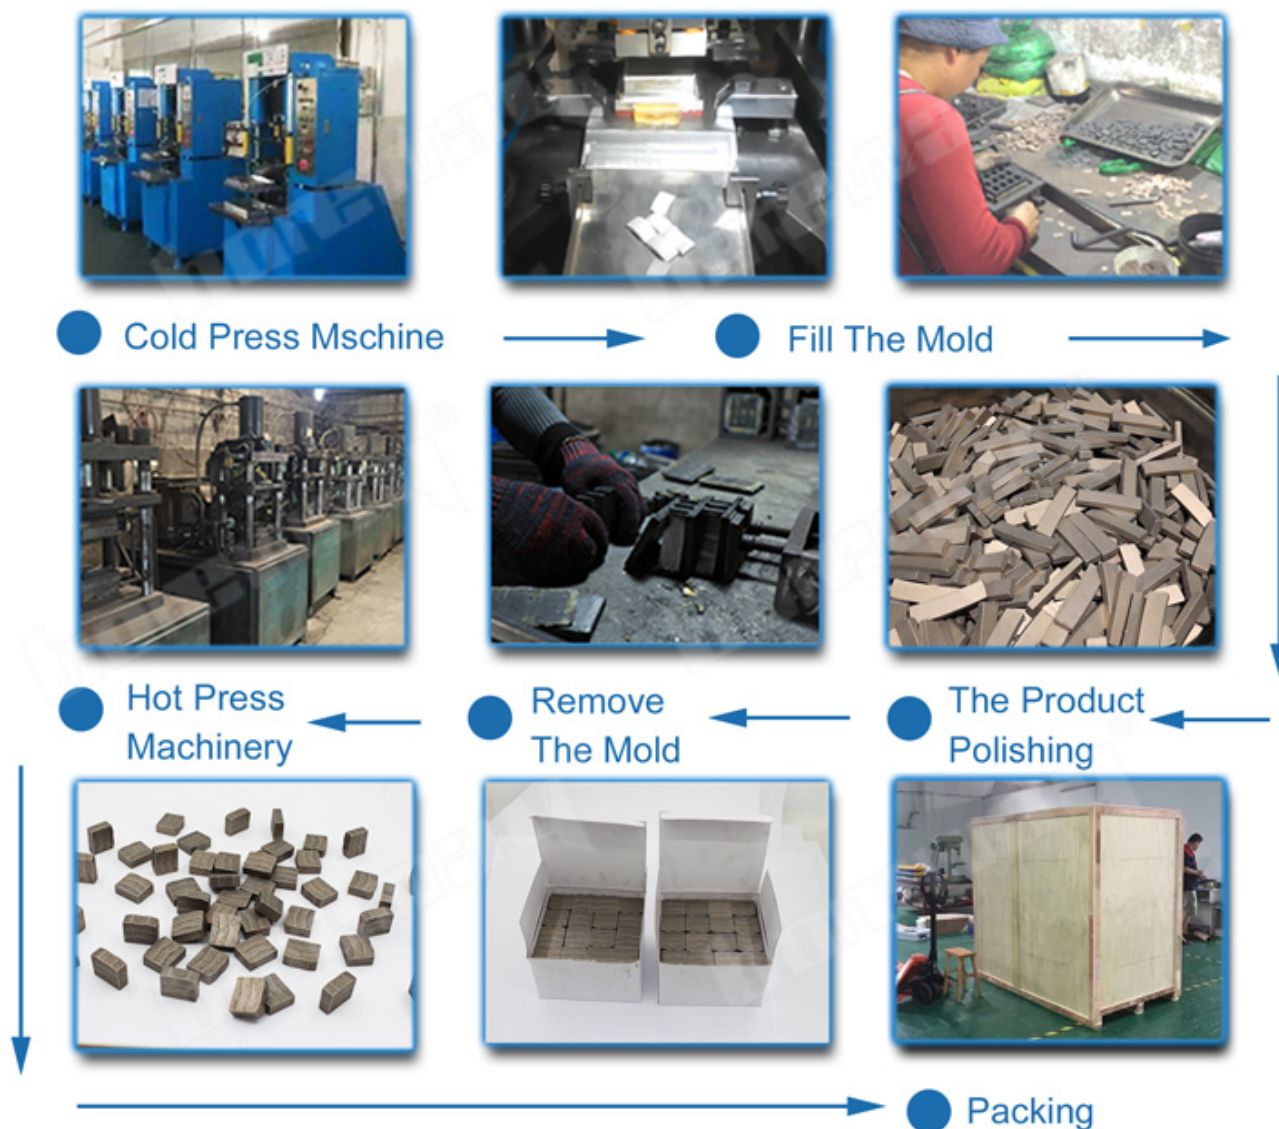 Cold Press Mschine
Fill The Mold
Hot Press
Machinery
Remove
The Mold
The Product
Polishing
Packing